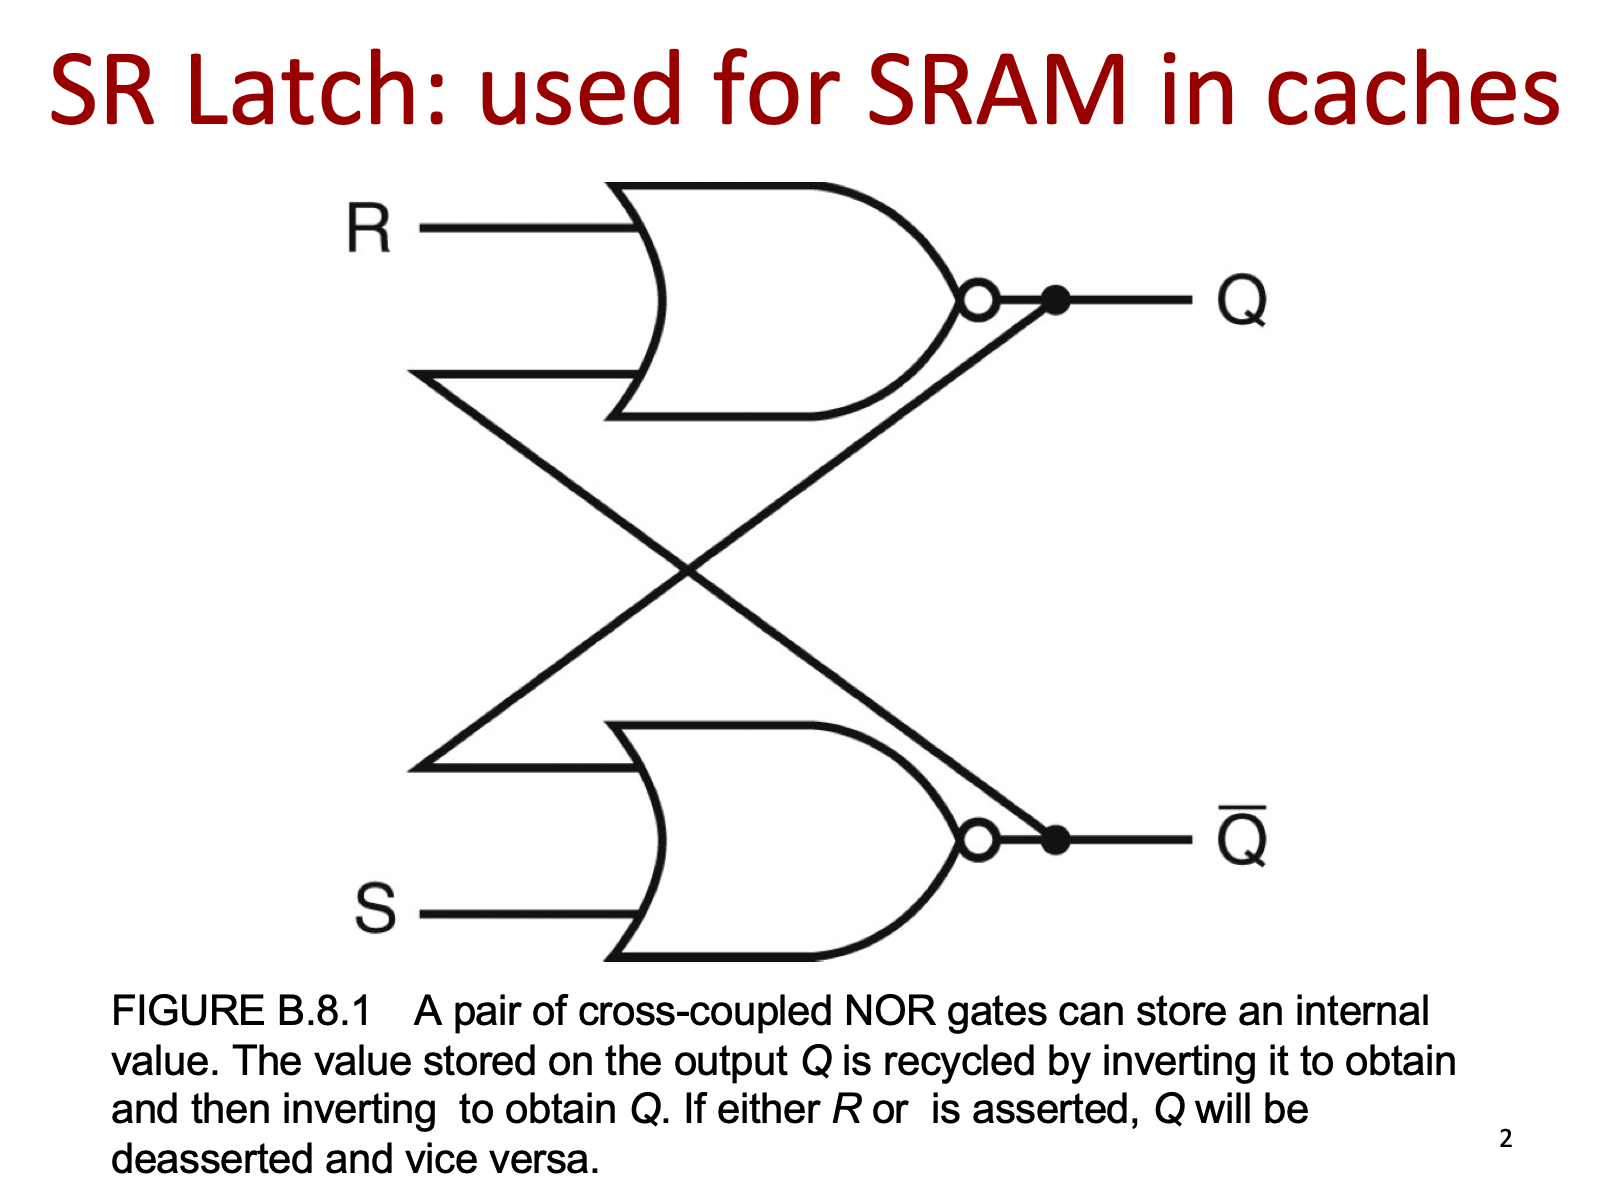 SR Latch: used for SRAM in caches
R
Q
Q̅
S
FIGURE B.8.1 A pair of cross-coupled NOR gates can store an internal
value. The value stored on the output Q is recycled by inverting it to obtain
and then inverting to obtain Q. If either R or is asserted, Q will be
deasserted and vice versa.
2